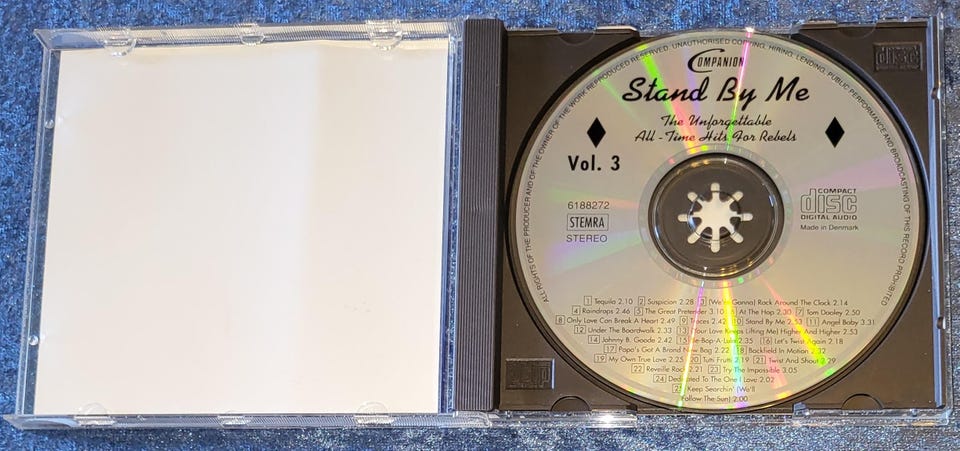 ALL RIGHTS OF THE PRODUCER AND OF THE OWNER OF THE WORK REPRODUCED RESERVED. UNAUTHORISED COPYING, HIRING, LENDING, PUBLIC PERFORMANCE AND BROADCASTING OF THIS RECORD PROHIBITED
COMPANION
Stand By Me
The Unforgettable
All - Time Hits For Rebels
Vol. 3
6188272
STEMRA
STEREO
COMPACT
disc
DIGITAL AUDIO
Made in Denmark
disc
1 Tequila 2.10 2 Suspicion 2.28 3 (We're Gonna) Rock Around The Clock 2.14
4 Raindrops 2.46 5 The Great Pretender 3.10 6 At The Hop 2.30 7 Tom Dooley 2.50
8 Only Love Can Break A Heart 2.49 9 Traces 2.42 10 Stand By Me 2.53 11 Angel Baby 3.31
12 Under The Boardwalk 2.33 13 (Your Love Keeps Lifting Me) Higher And Higher 2.53
14 Johnny B. Goode 2.42 15 Be-Bop-A-Lula 2.35 16 Let's Twist Again 2.18
17 Papa's Got A Brand New Bag 2.22 18 Backfield In Motion 2.32
19 My Own True Love 2.25 20 Tutti Frutti 2.19 21 Twist And Shout 2.29
22 Reveille Rock 2.21 23 Try The Impossible 3.05
24 Dedicated To The One I Love 2.02
25 Keep Searchin' (We'll
Follow The Sun) 2.00